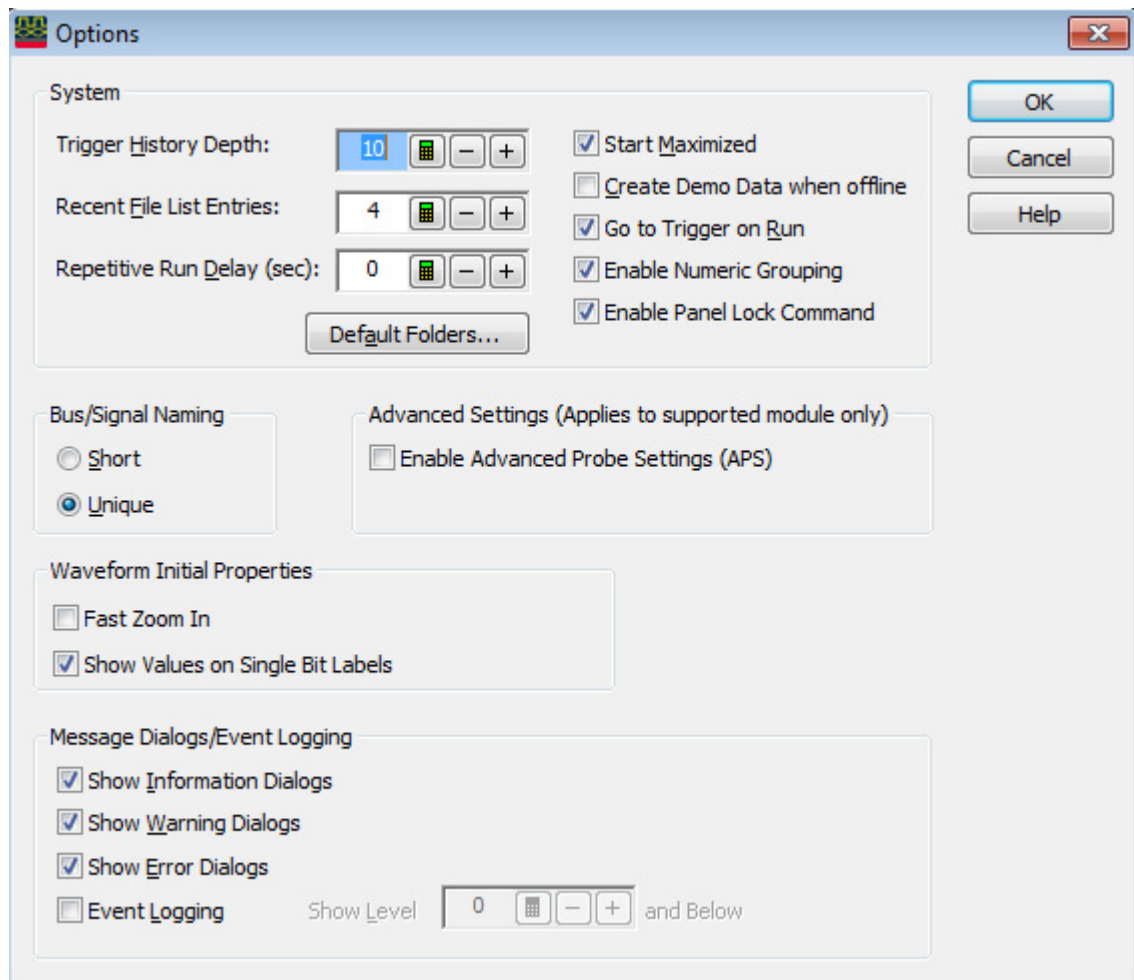 Options
System
Trigger History Depth: 10 - +
Recent File List Entries: 4 - +
Repetitive Run Delay (sec): 0 - +
Default Folders...
Start Maximized
Create Demo Data when offline
Go to Trigger on Run
Enable Numeric Grouping
Enable Panel Lock Command
OK
Cancel
Help
Bus/Signal Naming
Short
Unique
Advanced Settings (Applies to supported module only)
Enable Advanced Probe Settings (APS)
Waveform Initial Properties
Fast Zoom In
Show Values on Single Bit Labels
Message Dialogs/Event Logging
Show Information Dialogs
Show Warning Dialogs
Show Error Dialogs
Event Logging Show Level 0 - + and Below